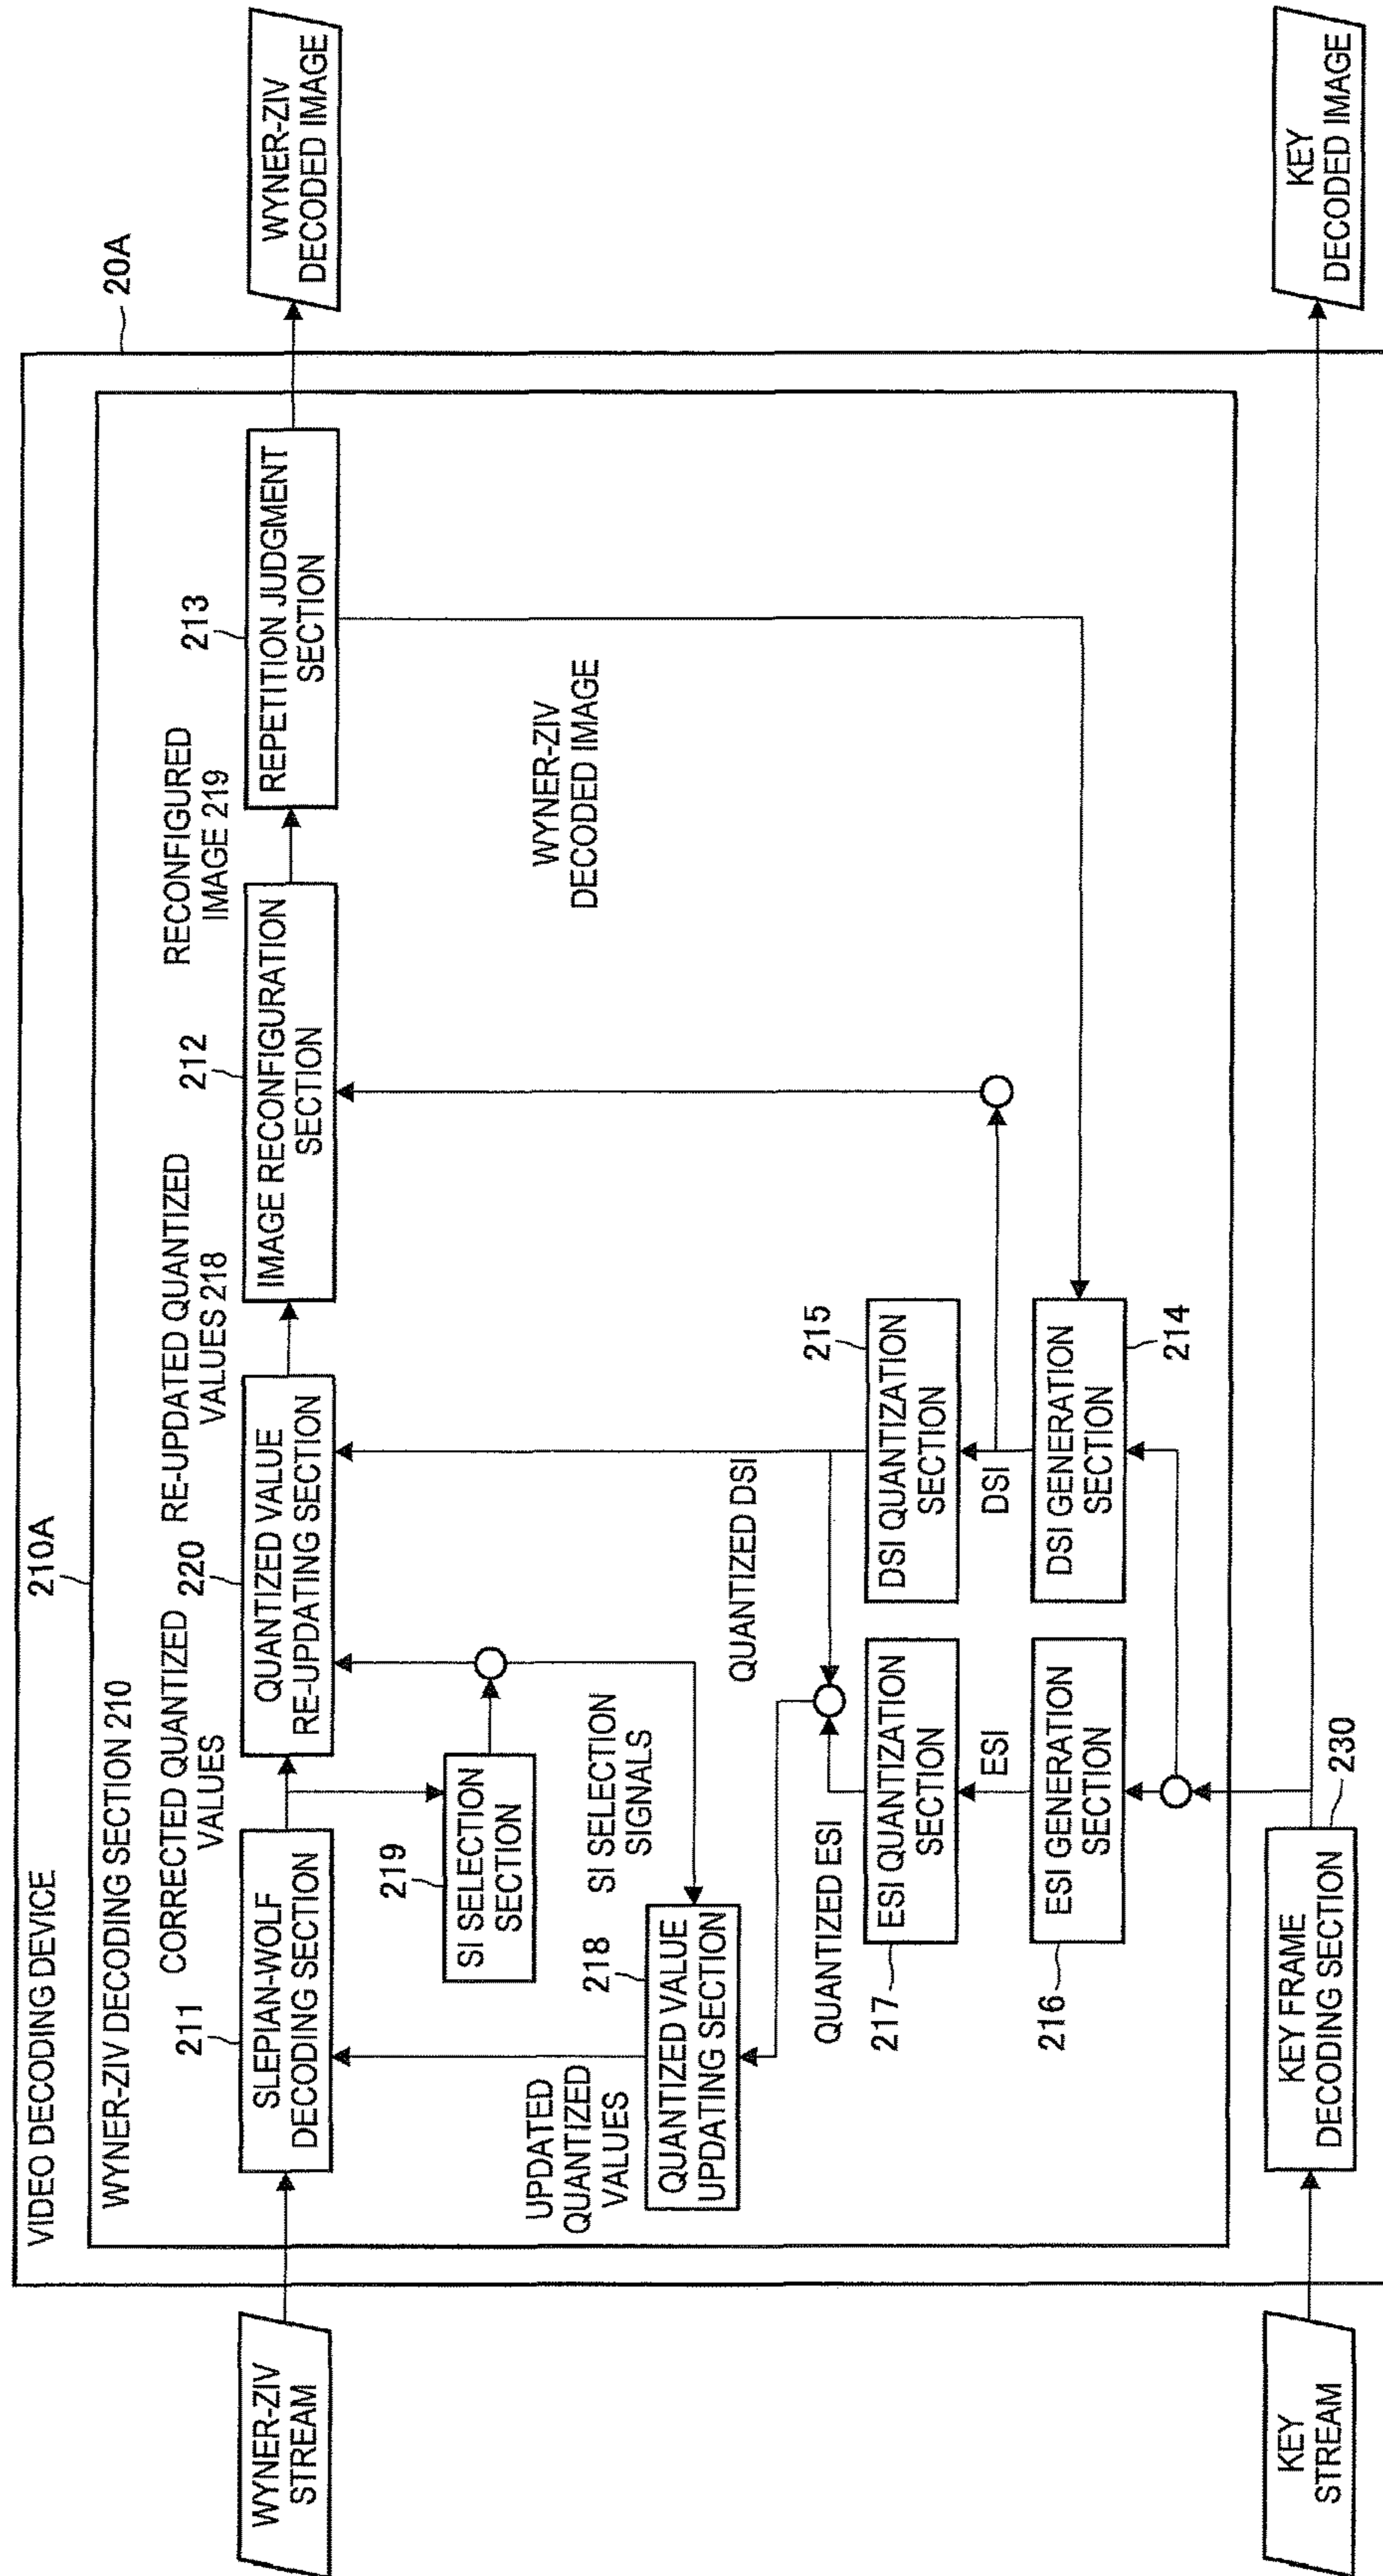 VIDEO DECODING DEVICE
20A
210A
WYNER-ZIV DECODING SECTION 210
WYNER-ZIV
STREAM
211
SLEPIAN-WOLF
DECODING SECTION
CORRECTED QUANTIZED
VALUES
220
QUANTIZED VALUE
RE-UPDATING SECTION
RE-UPDATED QUANTIZED
VALUES 218
212
IMAGE RECONFIGURATION
SECTION
RECONFIGURED
IMAGE 219
213
REPETITION JUDGMENT
SECTION
WYNER-ZIV
DECODED IMAGE
219
SI SELECTION
SECTION
SI SELECTION
SIGNALS
WYNER-ZIV
DECODED IMAGE
UPDATED
QUANTIZED
VALUES
218
QUANTIZED VALUE
UPDATING SECTION
QUANTIZED ESI
QUANTIZED DSI
217
ESI QUANTIZATION
SECTION
215
DSI QUANTIZATION
SECTION
ESI
DSI
216
ESI GENERATION
SECTION
DSI GENERATION
SECTION
214
KEY
STREAM
KEY FRAME
DECODING SECTION
230
KEY
DECODED IMAGE